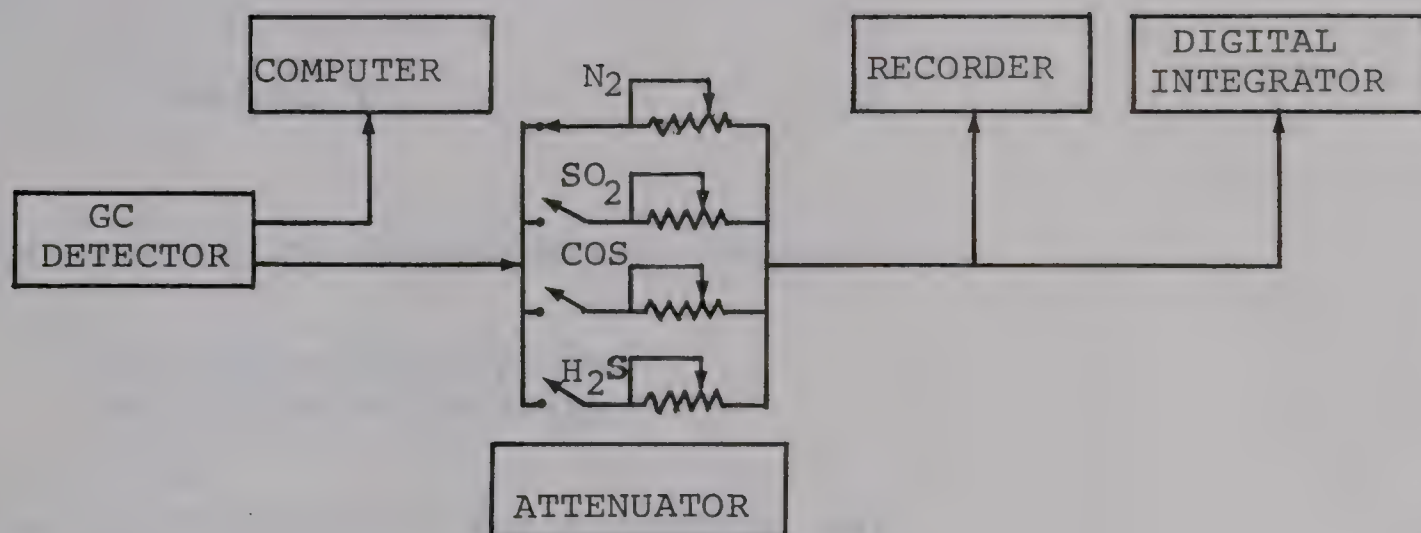 COMPUTER
N2
RECORDER
DIGITAL
INTEGRATOR
SO2
GC
DETECTOR
COS
H2S
ATTENUATOR